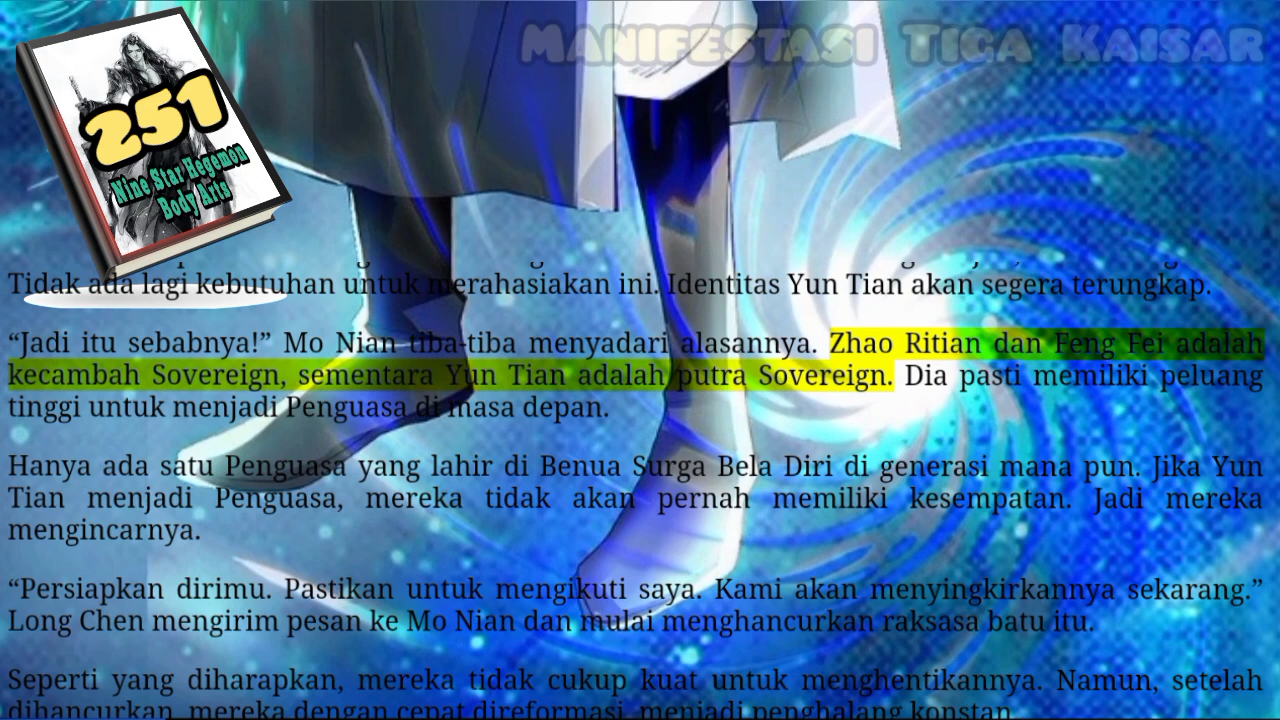 Manifestasi Tiga Kaisar
251
Nine Star Hegemon
Body Arts
Tidak ada lagi kebutuhan untuk merahasiakan ini. Identitas Yun Tian akan segera terungkap.
“Jadi itu sebabnya!” Mo Nian tiba-tiba menyadari alasannya. Zhao Ritian dan Feng Fei adalah
kecambah Sovereign, sementara Yun Tian adalah putra Sovereign. Dia pasti memiliki peluang
tinggi untuk menjadi Penguasa di masa depan.
Hanya ada satu Penguasa yang lahir di Benua Surga Bela Diri di generasi mana pun. Jika Yun
Tian menjadi Penguasa, mereka tidak akan pernah memiliki kesempatan. Jadi mereka
mengincarnya.
“Persiapkan dirimu. Pastikan untuk mengikuti saya. Kami akan menyingkirkannya sekarang.”
Long Chen mengirim pesan ke Mo Nian dan mulai menghancurkan raksasa batu itu.
Seperti yang diharapkan, mereka tidak cukup kuat untuk menghentikannya. Namun, setelah
dihancurkan, mereka dengan cepat direformasi, menjadi penghalang konstan.